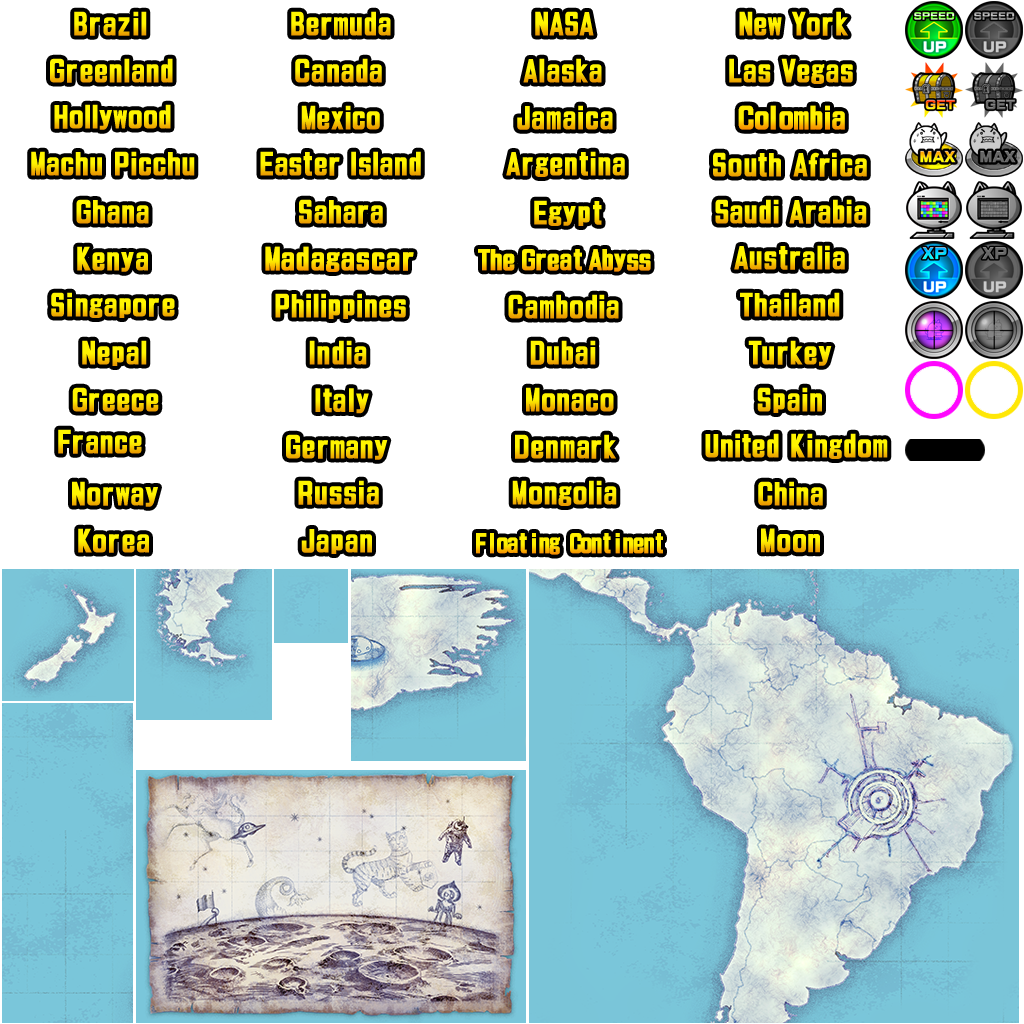 Brazil Bermuda NASA New York
Greenland Canada Alaska Las Vegas
Hollywood Mexico Jamaica Colombia
Machu Picchu Easter Island Argentina South Africa
Ghana Sahara Egypt Saudi Arabia
Kenya Madagascar The Great Abyss Australia
Singapore Philippines Cambodia Thailand
Nepal India Dubai Turkey
Greece Italy Monaco Spain
France Germany Denmark United Kingdom
Norway Russia Mongolia China
Korea Japan Floating Continent Moon
SPEED UP SPEED UP
GET GET
MAX MAX
XP UP XP UP